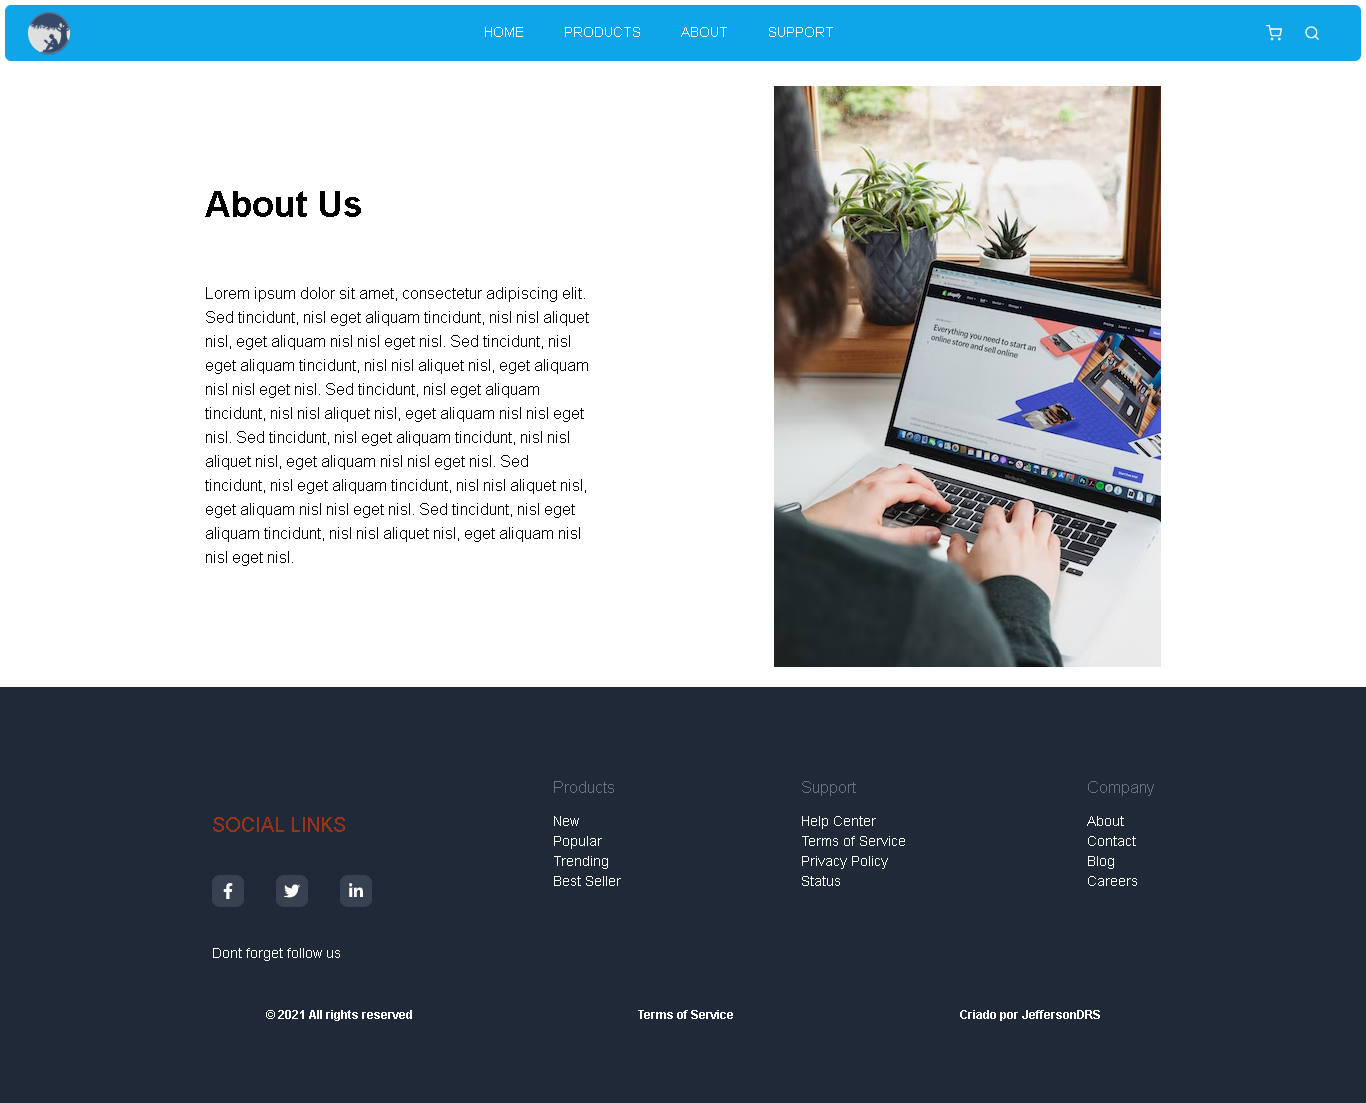 HOME PRODUCTS ABOUT SUPPORT
About Us
Lorem ipsum dolor sit amet, consectetur adipiscing elit.
Sed tincidunt, nisl eget aliquam tincidunt, nisl nisl aliquet
nisl, eget aliquam nisl nisl eget nisl. Sed tincidunt, nisl
eget aliquam tincidunt, nisl nisl aliquet nisl, eget aliquam
nisl nisl eget nisl. Sed tincidunt, nisl eget aliquam
tincidunt, nisl nisl aliquet nisl, eget aliquam nisl nisl eget
nisl. Sed tincidunt, nisl eget aliquam tincidunt, nisl nisl
aliquet nisl, eget aliquam nisl nisl eget nisl. Sed
tincidunt, nisl eget aliquam tincidunt, nisl nisl aliquet nisl,
eget aliquam nisl nisl eget nisl. Sed tincidunt, nisl eget
aliquam tincidunt, nisl nisl aliquet nisl, eget aliquam nisl
nisl eget nisl.
shopify
Everything you need to start an
online store and sell online
SOCIAL LINKS
Dont forget follow us
Products
New
Popular
Trending
Best Seller
Support
Help Center
Terms of Service
Privacy Policy
Status
Company
About
Contact
Blog
Careers
© 2021 All rights reserved
Terms of Service
Criado por JeffersonDRS